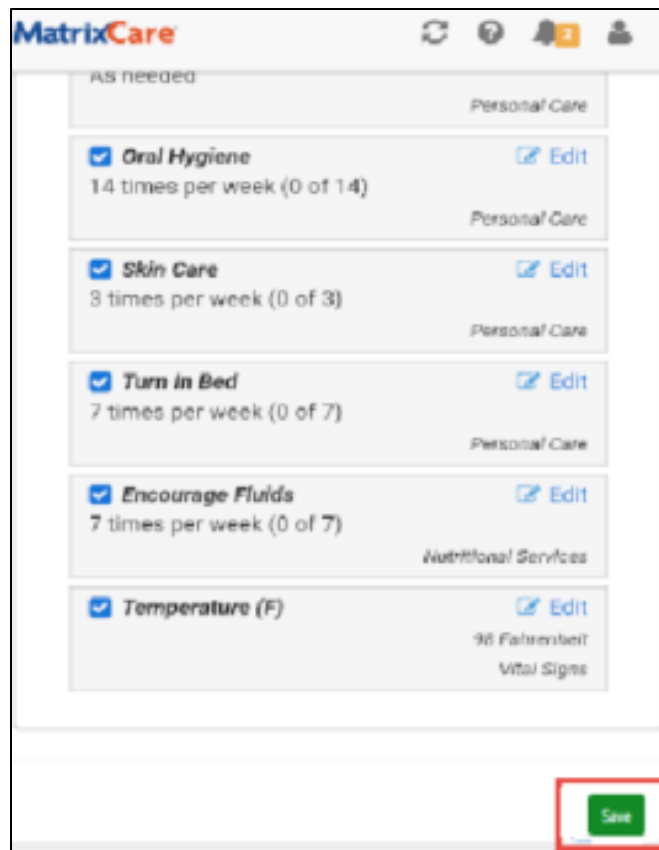 MatrixCare
2
As needed
Personal Care
Oral Hygiene Edit
14 times per week (0 of 14)
Personal Care
Skin Care Edit
3 times per week (0 of 3)
Personal Care
Turn in Bed Edit
7 times per week (0 of 7)
Personal Care
Encourage Fluids Edit
7 times per week (0 of 7)
Nutritional Services
Temperature (F) Edit
98 Fahrenheit
Vital Signs
Save